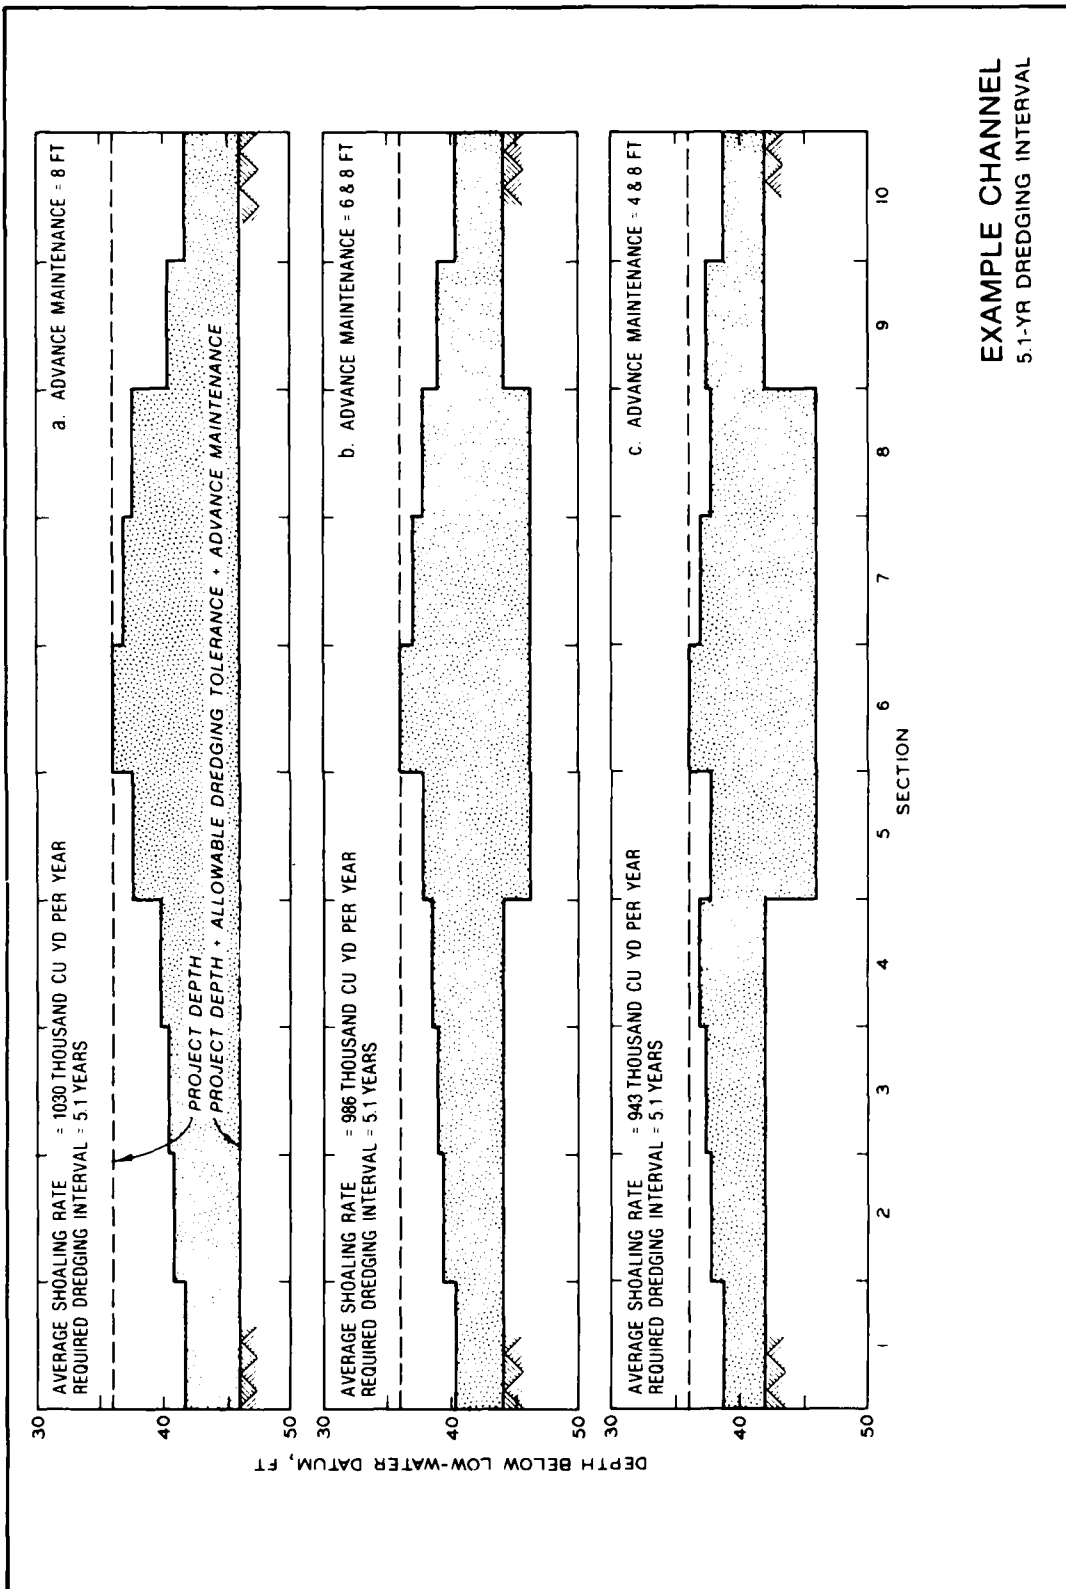 30
40
50
AVERAGE SHOALING RATE = 1030 THOUSAND CU YD PER YEAR
REQUIRED DREDGING INTERVAL = 5.1 YEARS
a. ADVANCE MAINTENANCE = 8 FT
PROJECT DEPTH
PROJECT DEPTH + ALLOWABLE DREDGING TOLERANCE + ADVANCE MAINTENANCE
30
40
50
AVERAGE SHOALING RATE = 986 THOUSAND CU YD PER YEAR
REQUIRED DREDGING INTERVAL = 5.1 YEARS
b. ADVANCE MAINTENANCE = 6 & 8 FT
30
40
50
AVERAGE SHOALING RATE = 943 THOUSAND CU YD PER YEAR
REQUIRED DREDGING INTERVAL = 5.1 YEARS
c. ADVANCE MAINTENANCE = 4 & 8 FT
DEPTH BELOW LOW-WATER DATUM, FT
1 2 3 4 5 6 7 8 9 10
SECTION
EXAMPLE CHANNEL
5.1-YR DREDGING INTERVAL